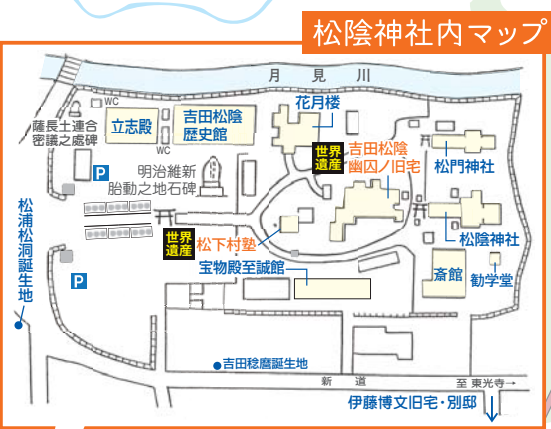 松陰神社内マップ
月見川
WC
花月楼
薩長土連合
密議之處碑
立志殿
吉田松陰
歴史館
WC
世界
遺産
吉田松陰
幽囚ノ旧宅
松門神社
P
明治維新
胎動之地石碑
松浦松洞誕生地
世界
遺産
松下村塾
松陰神社
宝物殿至誠館
斎館
勧学堂
P
吉田稔麿誕生地
新道
至 東光寺→
伊藤博文旧宅・別邸